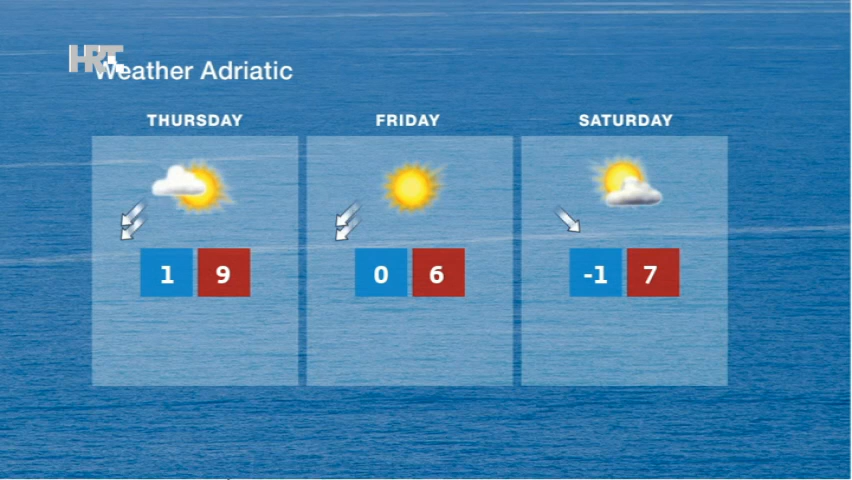 HRT
Weather Adriatic
THURSDAY FRIDAY SATURDAY
1 9 0 6 -1 7